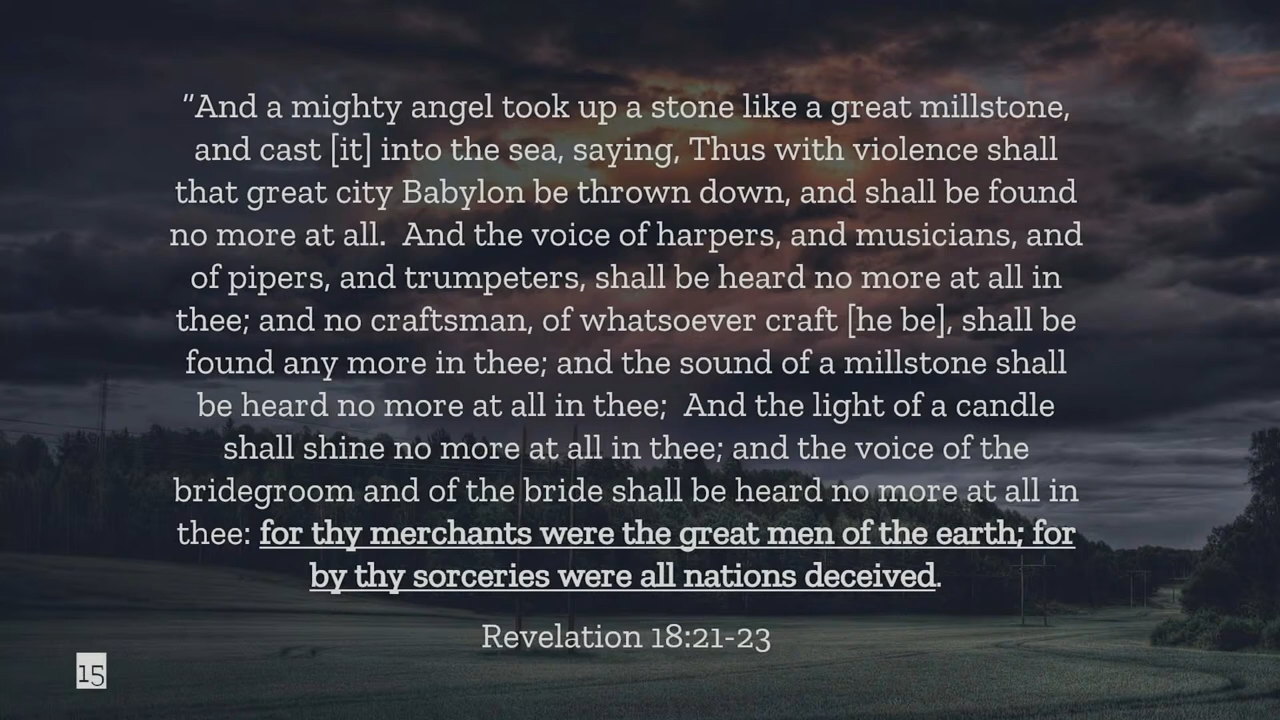 “And a mighty angel took up a stone like a great millstone,
and cast [it] into the sea, saying, Thus with violence shall
that great city Babylon be thrown down, and shall be found
no more at all.  And the voice of harpers, and musicians, and
of pipers, and trumpeters, shall be heard no more at all in
thee; and no craftsman, of whatsoever craft [he be], shall be
found any more in thee; and the sound of a millstone shall
be heard no more at all in thee;  And the light of a candle
shall shine no more at all in thee; and the voice of the
bridegroom and of the bride shall be heard no more at all in
thee: for thy merchants were the great men of the earth; for
by thy sorceries were all nations deceived.
Revelation 18:21-23
15